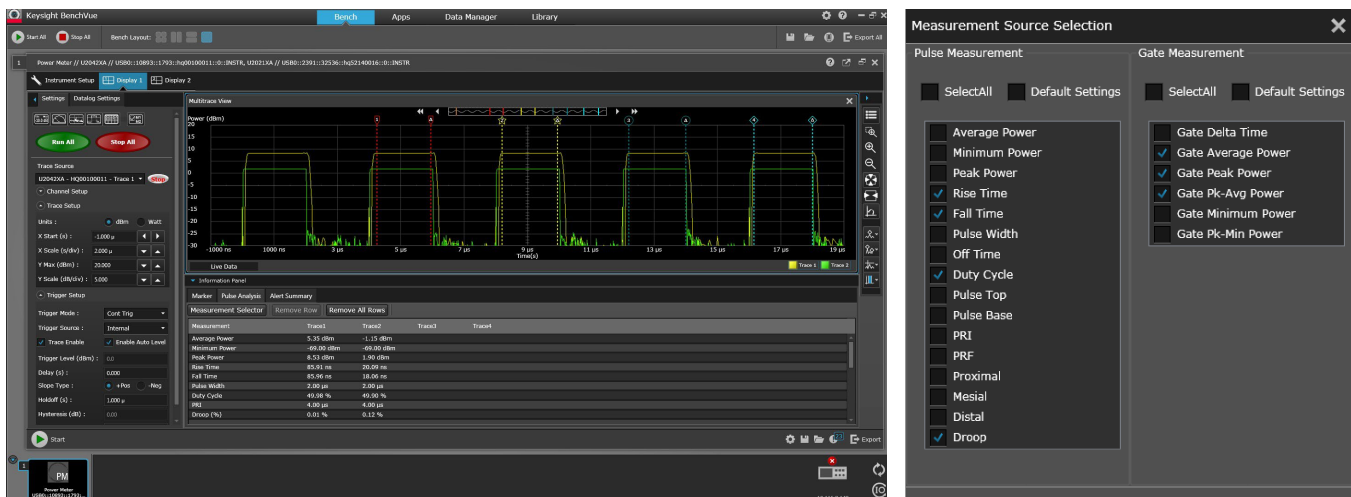 Keysight BenchVue
Bench Apps Data Manager Library
Start All Stop All Bench Layout: Export All
1 Power Meter // U2042XA // USB0::10893::1793::hq00100011::0::INSTR, U2021XA // USB0::2391::32536::hq52140016::0::INSTR
Instrument Setup Display 1 Display 2
Settings Datalog Settings
Run All Stop All
Trace Source
U2042XA - HQ00100011 - Trace 1 Stop
Channel Setup
Trace Setup
Units : dBm Watt
X Start (s) : -1.000 µ
X Scale (s/div) : 2.000 µ
Y Max (dBm) : 20.000
Y Scale (dB/div) : 5.000
Trigger Setup
Trigger Mode : Cont Trig
Trigger Source : Internal
Trace Enable Enable Auto Level
Trigger Level (dBm) : 0.0
Delay (s) : 0.000
Slope Type : +Pos -Neg
Holdoff (s) : 1.000 µ
Hysteresis (dB) : 0.00
Multitrace View
Power (dBm)
20
15
10
5
0
-5
-10
-15
-20
-25
-30
1 A 2 A 3 A 4 A
-1000 ns 1000 ns 3 µs 5 µs 7 µs 9 µs 11 µs 13 µs 15 µs 17 µs 19 µs
Time(s)
Live Data
Trace 1 Trace 2
Information Panel
Marker Pulse Analysis Alert Summary
Measurement Selector Remove Row Remove All Rows
Measurement Trace1 Trace2 Trace3 Trace4
Average Power 5.35 dBm -1.15 dBm
Minimum Power -69.00 dBm -69.00 dBm
Peak Power 8.53 dBm 1.90 dBm
Rise Time 85.91 ns 20.09 ns
Fall Time 85.96 ns 18.06 ns
Pulse Width 2.00 µs 2.00 µs
Duty Cycle 49.98 % 49.90 %
PRI 4.00 µs 4.00 µs
Droop (%) 0.01 % 0.12 %
Start Export
1
PM
Power Meter
USB0::10893::1793:...
Measurement Source Selection
Pulse Measurement
SelectAll Default Settings
Average Power
Minimum Power
Peak Power
Rise Time
Fall Time
Pulse Width
Off Time
Duty Cycle
Pulse Top
Pulse Base
PRI
PRF
Proximal
Mesial
Distal
Droop
Gate Measurement
SelectAll Default Settings
Gate Delta Time
Gate Average Power
Gate Peak Power
Gate Pk-Avg Power
Gate Minimum Power
Gate Pk-Min Power